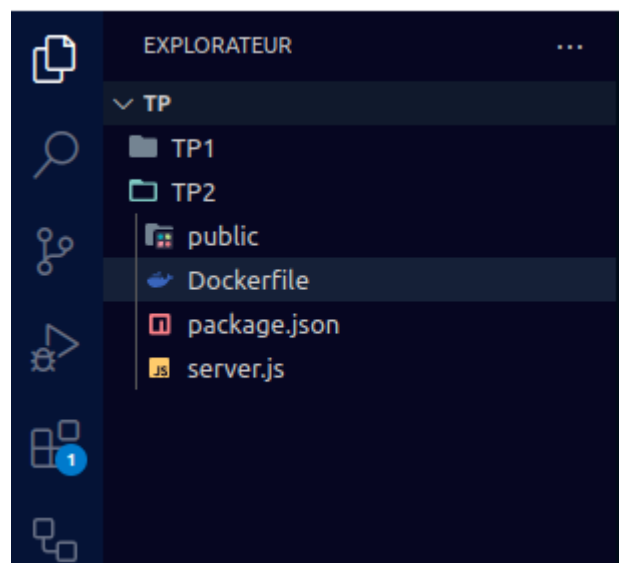 EXPLORATEUR ...
TP
TP1
TP2
public
Dockerfile
package.json
JS server.js
1